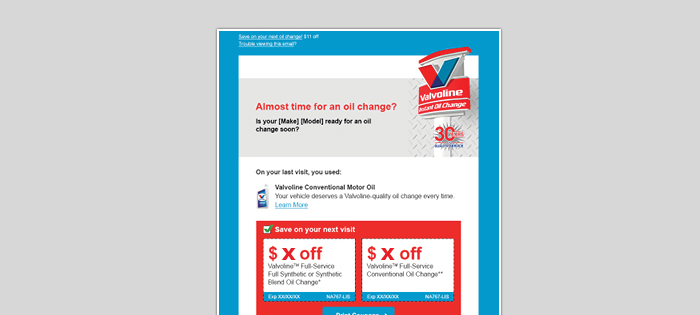 Save on your next oil change! $11 off
Trouble viewing this email?
Valvoline
Instant Oil Change
Almost time for an oil change?
Is your [Make] [Model] ready for an oil
change soon?
30 YEARS
On your last visit, you used:
Valvoline Conventional Motor Oil
Your vehicle deserves a Valvoline-quality oil change every time.
Learn More
Save on your next visit
$ X off
Valvoline™ Full-Service
Full Synthetic or Synthetic
Blend Oil Change*
Exp XX/XX/XX NA767-LIS
$ X off
Valvoline™ Full-Service
Conventional Oil Change**
Exp XX/XX/XX NA767-LIS
Print Coupons